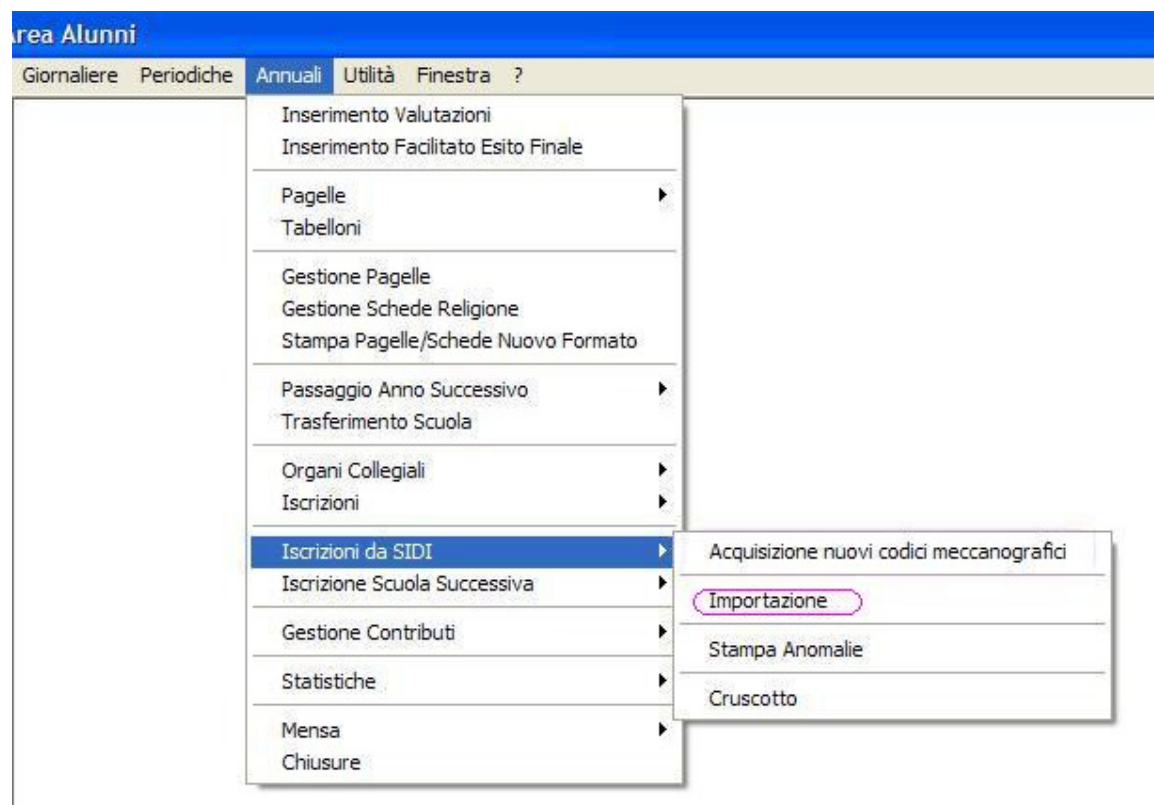 Area Alunni
Giornaliere Periodiche Annuali Utilità Finestra ?
Inserimento Valutazioni
Inserimento Facilitato Esito Finale
Pagelle
Tabelloni
Gestione Pagelle
Gestione Schede Religione
Stampa Pagelle/Schede Nuovo Formato
Passaggio Anno Successivo
Trasferimento Scuola
Organi Collegiali
Iscrizioni
Iscrizioni da SIDI
Iscrizione Scuola Successiva
Gestione Contributi
Statistiche
Mensa
Chiusure
Acquisizione nuovi codici meccanografici
Importazione
Stampa Anomalie
Cruscotto